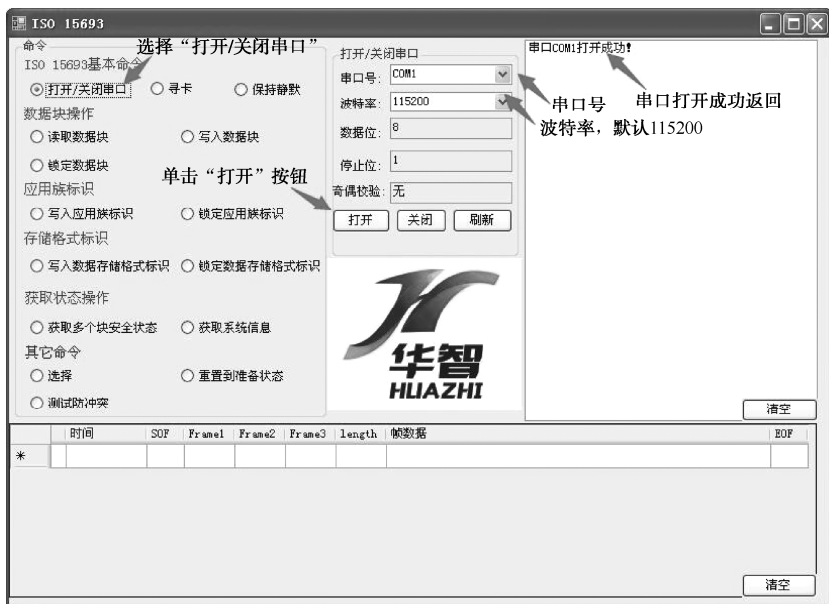 ISO 15693
命令
选择“打开/关闭串口”
ISO 15693基本命令
打开/关闭串口
寻卡
保持静默
数据块操作
读取数据块
写入数据块
锁定数据块
单击“打开”按钮
应用族标识
写入应用族标识
锁定应用族标识
存储格式标识
写入数据存储格式标识
锁定数据存储格式标识
获取状态操作
获取多个块安全状态
获取系统信息
其它命令
选择
重置到准备状态
测试防冲突
打开/关闭串口
串口号: COM1
波特率: 115200
数据位: 8
停止位: 1
奇偶校验: 无
打开
关闭
刷新
华智
HUAZHI
串口COM1打开成功!
串口号
串口打开成功返回
波特率，默认115200
清空
时间 SOF Frame1 Frame2 Frame3 length 帧数据 EOF
*
清空